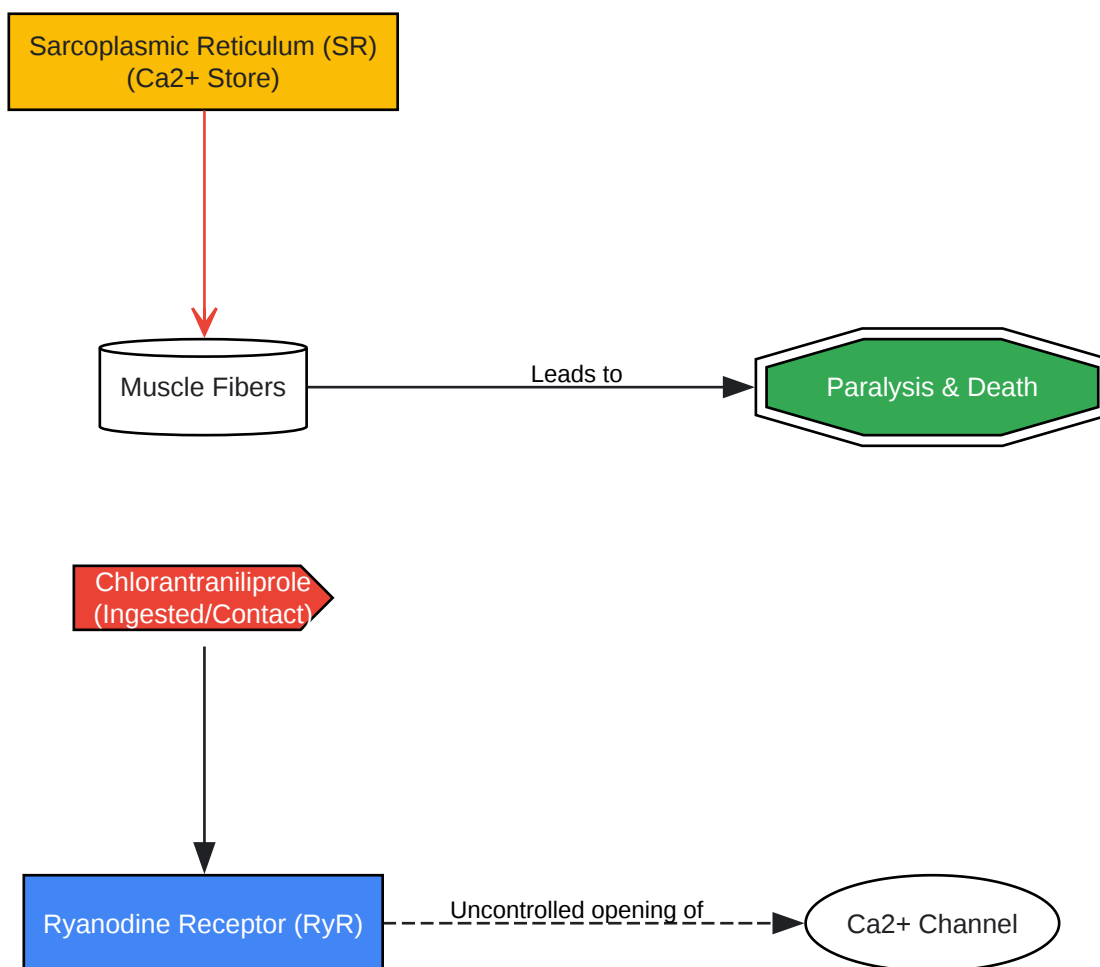 Sarcoplasmic Reticulum (SR)
(Ca2+ Store)
Muscle Fibers
Leads to
Paralysis & Death
Chlorantraniliprole
(Ingested/Contact)
Ryanodine Receptor (RyR)
Uncontrolled opening of
Ca2+ Channel